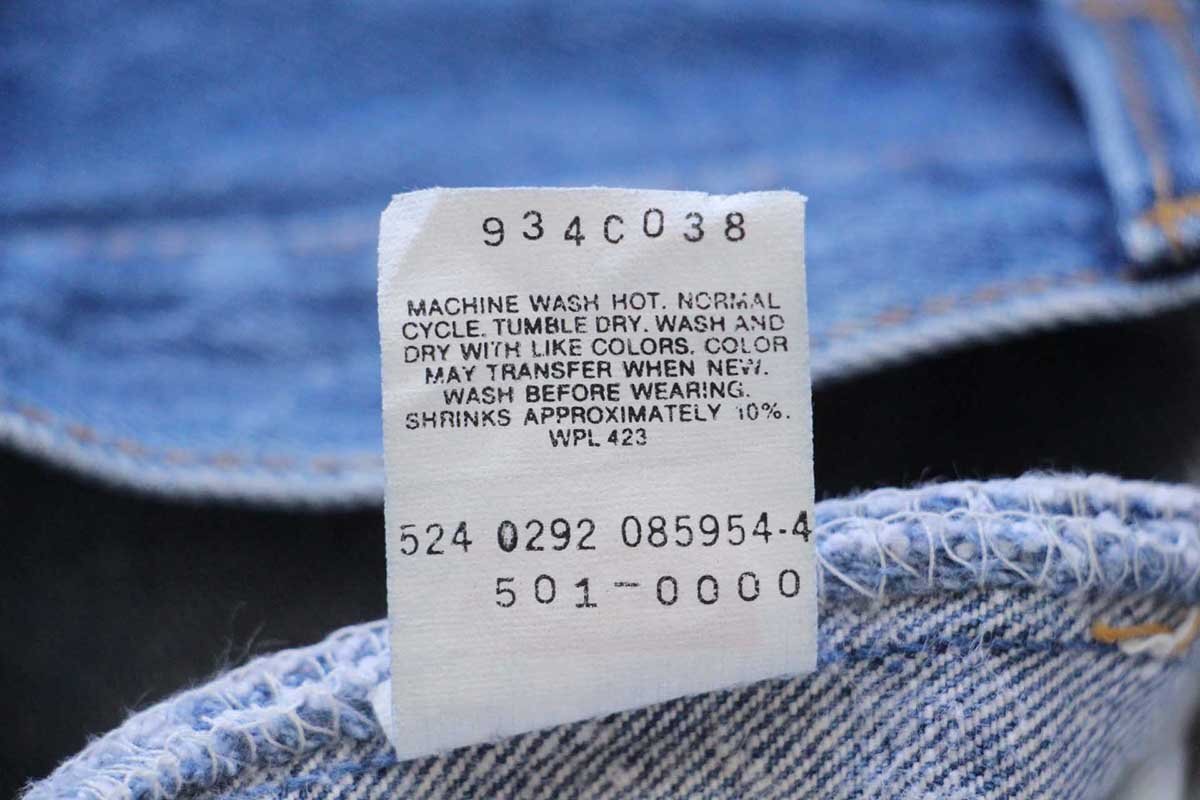 934C038
MACHINE WASH HOT. NORMAL
CYCLE. TUMBLE DRY. WASH AND
DRY WITH LIKE COLORS. COLOR
MAY TRANSFER WHEN NEW.
WASH BEFORE WEARING.
SHRINKS APPROXIMATELY 10%.
WPL 423
524 0292 085954-4
501-0000